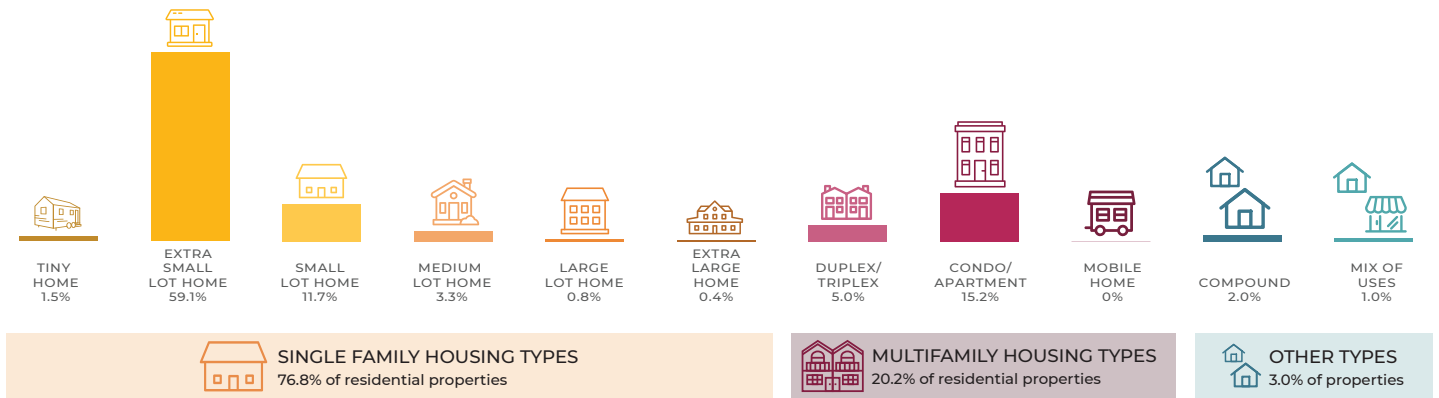 TINY
HOME
1.5%
EXTRA
SMALL
LOT HOME
59.1%
SMALL
LOT HOME
11.7%
MEDIUM
LOT HOME
3.3%
LARGE
LOT HOME
0.8%
EXTRA
LARGE
HOME
0.4%
DUPLEX/
TRIPLEX
5.0%
CONDO/
APARTMENT
15.2%
MOBILE
HOME
0%
COMPOUND
2.0%
MIX OF
USES
1.0%
SINGLE FAMILY HOUSING TYPES
76.8% of residential properties
MULTIFAMILY HOUSING TYPES
20.2% of residential properties
OTHER TYPES
3.0% of properties